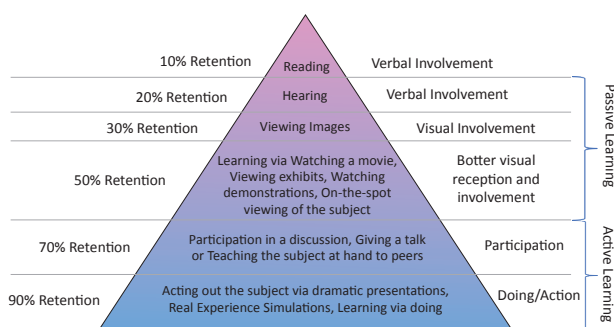 10% Retention
Reading
Verbal Involvement
20% Retention
Hearing
Verbal Involvement
30% Retention
Viewing Images
Visual Involvement
50% Retention
Learning via Watching a movie,
Viewing exhibits, Watching
demonstrations, On-the-spot
viewing of the subject
Botter visual
reception and
involvement
Passive Learning
70% Retention
Participation in a discussion, Giving a talk
or Teaching the subject at hand to peers
Participation
90% Retention
Acting out the subject via dramatic presentations,
Real Experience Simulations, Learning via doing
Doing/Action
Active Learning